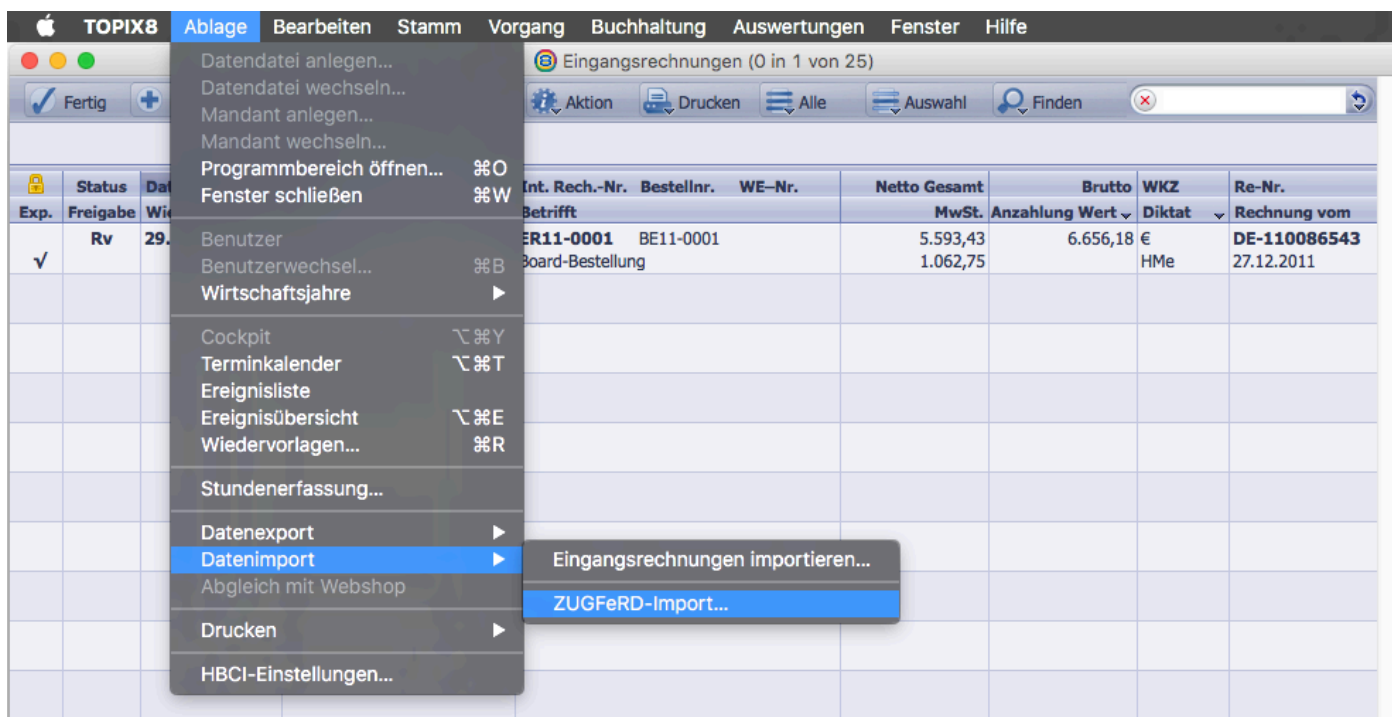 TOPIX8 Ablage Bearbeiten Stamm Vorgang Buchhaltung Auswertungen Fenster Hilfe
Eingangsrechnungen (0 in 1 von 25)
Fertig Aktion Drucken Alle Auswahl Finden
Datendatei anlegen...
Datendatei wechseln...
Mandant anlegen...
Mandant wechseln...
Programmbereich öffnen... ⌘O
Fenster schließen ⌘W
Benutzer
Benutzerwechsel... ⌘B
Wirtschaftsjahre
Cockpit ⌥⌘Y
Terminkalender ⌥⌘T
Ereignisliste
Ereignisübersicht ⌥⌘E
Wiedervorlagen... ⌘R
Stundenerfassung...
Datenexport
Datenimport
Abgleich mit Webshop
Drucken
HBCI-Einstellungen...
Eingangsrechnungen importieren...
ZUGFeRD-Import...
Status Dat Int. Rech.-Nr. Bestellnr. WE–Nr. Netto Gesamt Brutto WKZ Re-Nr.
Exp. Freigabe Wie Betrifft MwSt. Anzahlung Wert Diktat Rechnung vom
Rv 29. ER11-0001 BE11-0001 5.593,43 6.656,18 € DE-110086543
√ Board-Bestellung 1.062,75 HMe 27.12.2011